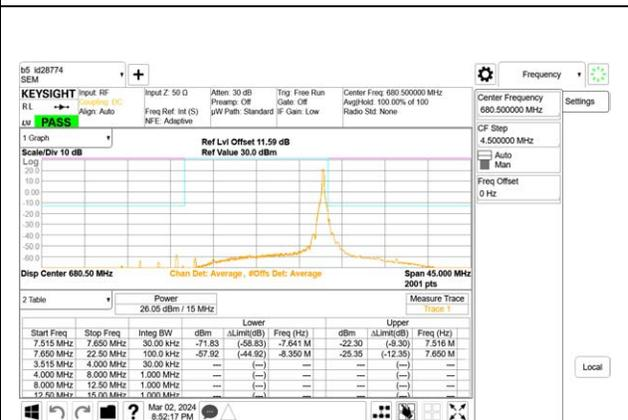 b5 id28774
SEM
Frequency
KEYSIGHT
RL
PASS
Input: RF
Coupling: DC
Align: Auto
Input Z: 50 Ω
Freq Ref: Int (S)
NFE: Adaptive
Atten: 30 dB
Preamp: Off
µW Path: Standard
Trig: Free Run
Gate: Off
IF Gain: Low
Center Freq: 680.500000 MHz
Avg|Hold: 100.00% of 100
Radio Std: None
Center Frequency
680.500000 MHz
Settings
CF Step
4.500000 MHz
Auto
Man
Freq Offset
0 Hz
1 Graph
Scale/Div 10 dB
Ref Lvl Offset 11.59 dB
Ref Value 30.0 dBm
Log
20.0
10.0
0.00
-10.0
-20.0
-30.0
-40.0
-50.0
-60.0
Disp Center 680.50 MHz
Chan Det: Average , #Offs Det: Average
Span 45.000 MHz
2001 pts
2 Table
Power
26.05 dBm / 15 MHz
Measure Trace
Trace 1
Lower Upper
Start Freq Stop Freq Integ BW dBm ΔLimit(dB) Freq (Hz) dBm ΔLimit(dB) Freq (Hz)
7.515 MHz 7.650 MHz 30.00 kHz -71.83 (-58.83) -7.641 M -22.30 (-9.30) 7.516 M
7.650 MHz 22.50 MHz 100.0 kHz -57.92 (-44.92) -8.350 M -25.35 (-12.35) 7.650 M
3.515 MHz 4.000 MHz 30.00 kHz --- (---) --- (---) ---
4.000 MHz 8.000 MHz 1.000 MHz --- (---) --- (---) ---
8.000 MHz 12.50 MHz 1.000 MHz --- (---) --- (---) ---
12.50 MHz 15.00 MHz 1.000 MHz --- (---) --- (---) ---
Local
Mar 02, 2024
8:52:17 PM